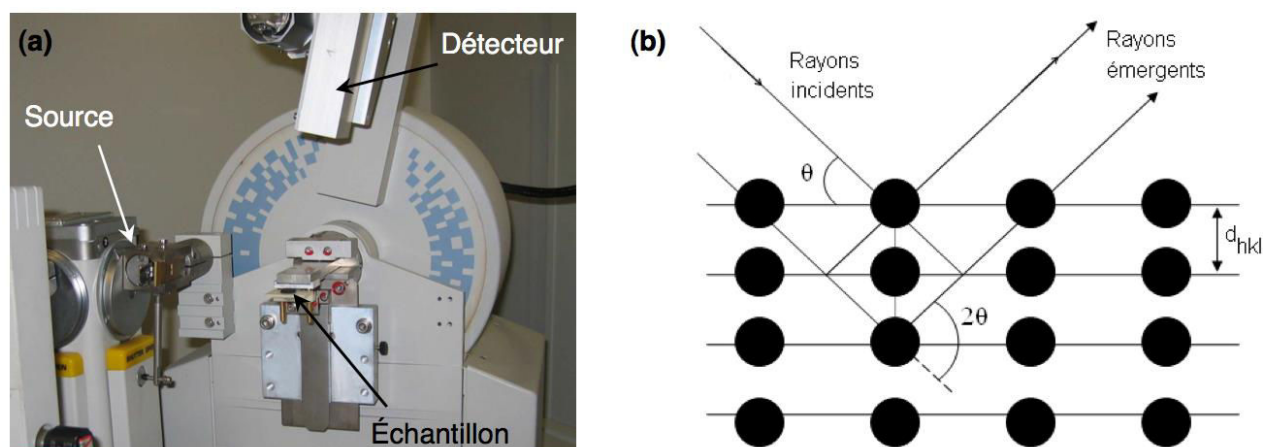 (a)
Détecteur
Source
Échantillon
(b)
Rayons
incidents
Rayons
émergents
θ
d_hkl
2θ